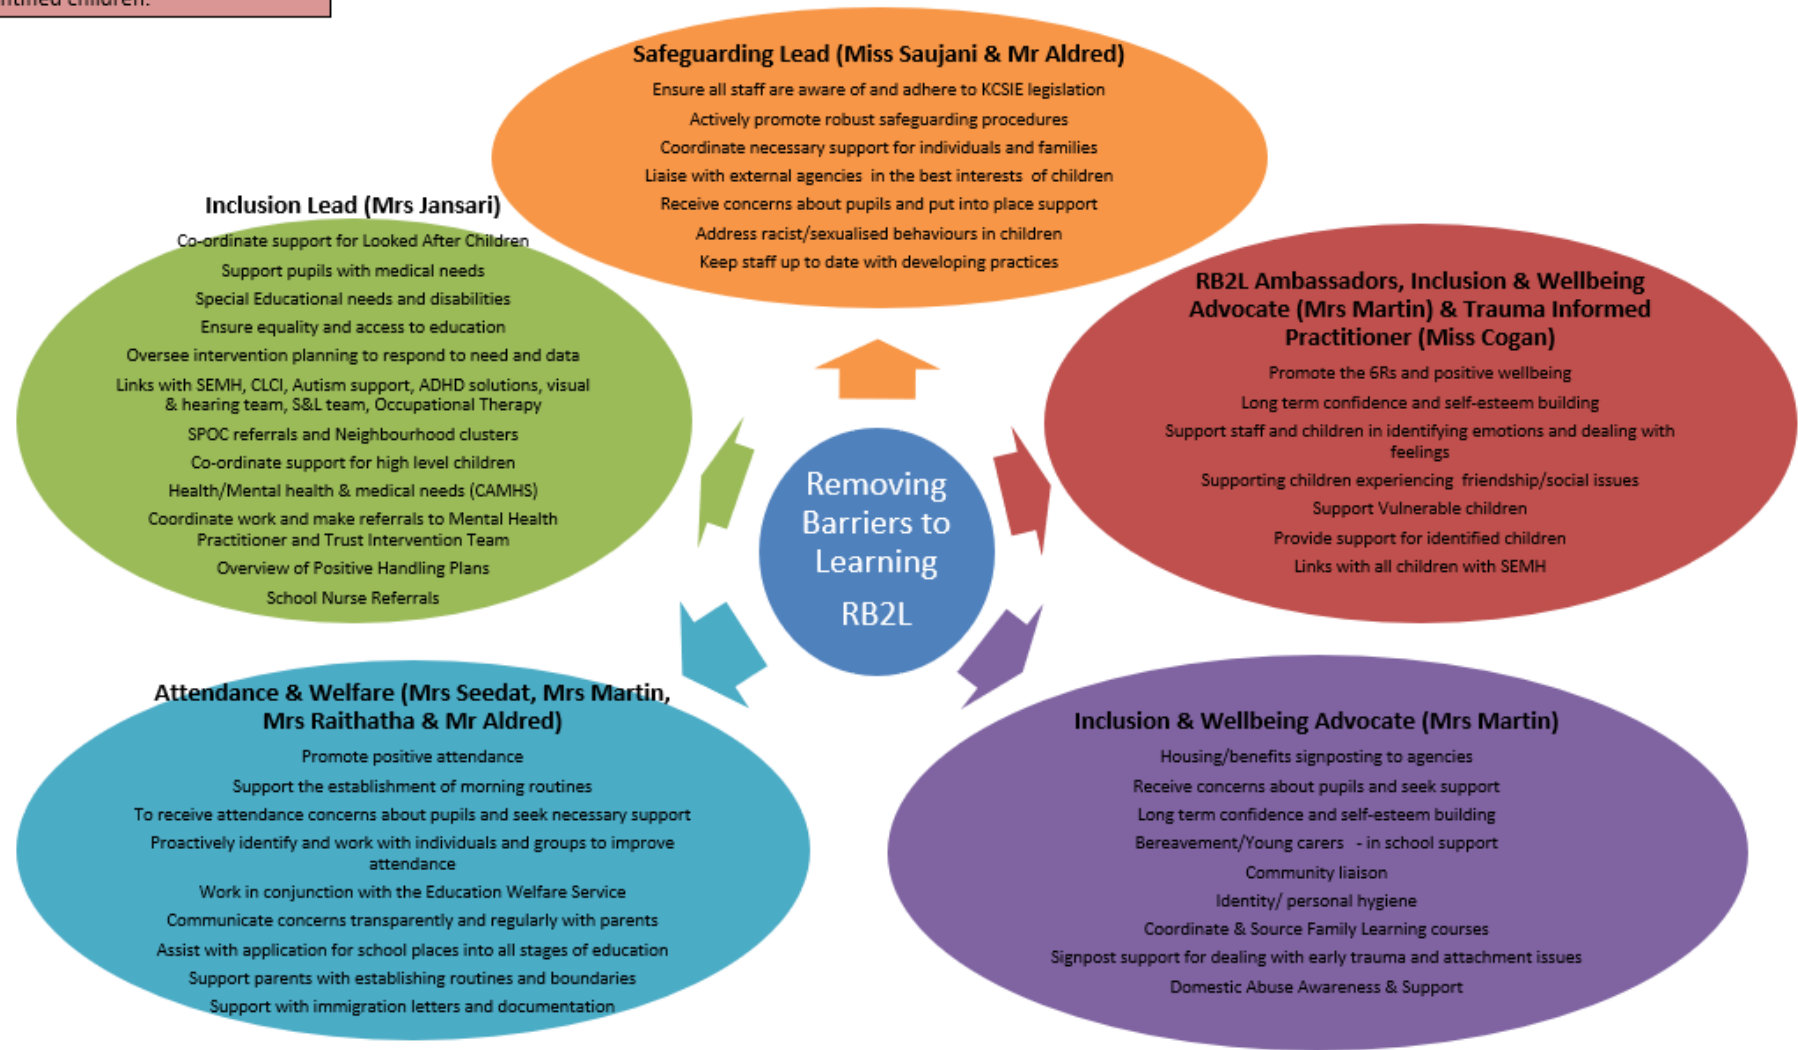 children.
Safeguarding Lead (Miss Saujani & Mr Aldred)
Ensure all staff are aware of and adhere to KCSIE legislation
Actively promote robust safeguarding procedures
Coordinate necessary support for individuals and families
Liaise with external agencies in the best interests of children
Receive concerns about pupils and put into place support
Address racist/sexualised behaviours in children
Keep staff up to date with developing practices
Inclusion Lead (Mrs Jansari)
Co-ordinate support for Looked After Children
Support pupils with medical needs
Special Educational needs and disabilities
Ensure equality and access to education
Oversee intervention planning to respond to need and data
Links with SEMH, CLCI, Autism support, ADHD solutions, visual
& hearing team, S&L team, Occupational Therapy
SPOC referrals and Neighbourhood clusters
Co-ordinate support for high level children
Health/Mental health & medical needs (CAMHS)
Coordinate work and make referrals to Mental Health
Practitioner and Trust Intervention Team
Overview of Positive Handling Plans
School Nurse Referrals
RB2L Ambassadors, Inclusion & Wellbeing
Advocate (Mrs Martin) & Trauma Informed
Practitioner (Miss Cogan)
Promote the 6Rs and positive wellbeing
Long term confidence and self-esteem building
Support staff and children in identifying emotions and dealing with
feelings
Supporting children experiencing friendship/social issues
Support Vulnerable children
Provide support for identified children
Links with all children with SEMH
Removing
Barriers to
Learning
RB2L
Attendance & Welfare (Mrs Seedat, Mrs Martin,
Mrs Raithatha & Mr Aldred)
Promote positive attendance
Support the establishment of morning routines
To receive attendance concerns about pupils and seek necessary support
Proactively identify and work with individuals and groups to improve
attendance
Work in conjunction with the Education Welfare Service
Communicate concerns transparently and regularly with parents
Assist with application for school places into all stages of education
Support parents with establishing routines and boundaries
Support with immigration letters and documentation
Inclusion & Wellbeing Advocate (Mrs Martin)
Housing/benefits signposting to agencies
Receive concerns about pupils and seek support
Long term confidence and self-esteem building
Bereavement/Young carers - in school support
Community liaison
Identity/ personal hygiene
Coordinate & Source Family Learning courses
Signpost support for dealing with early trauma and attachment issues
Domestic Abuse Awareness & Support